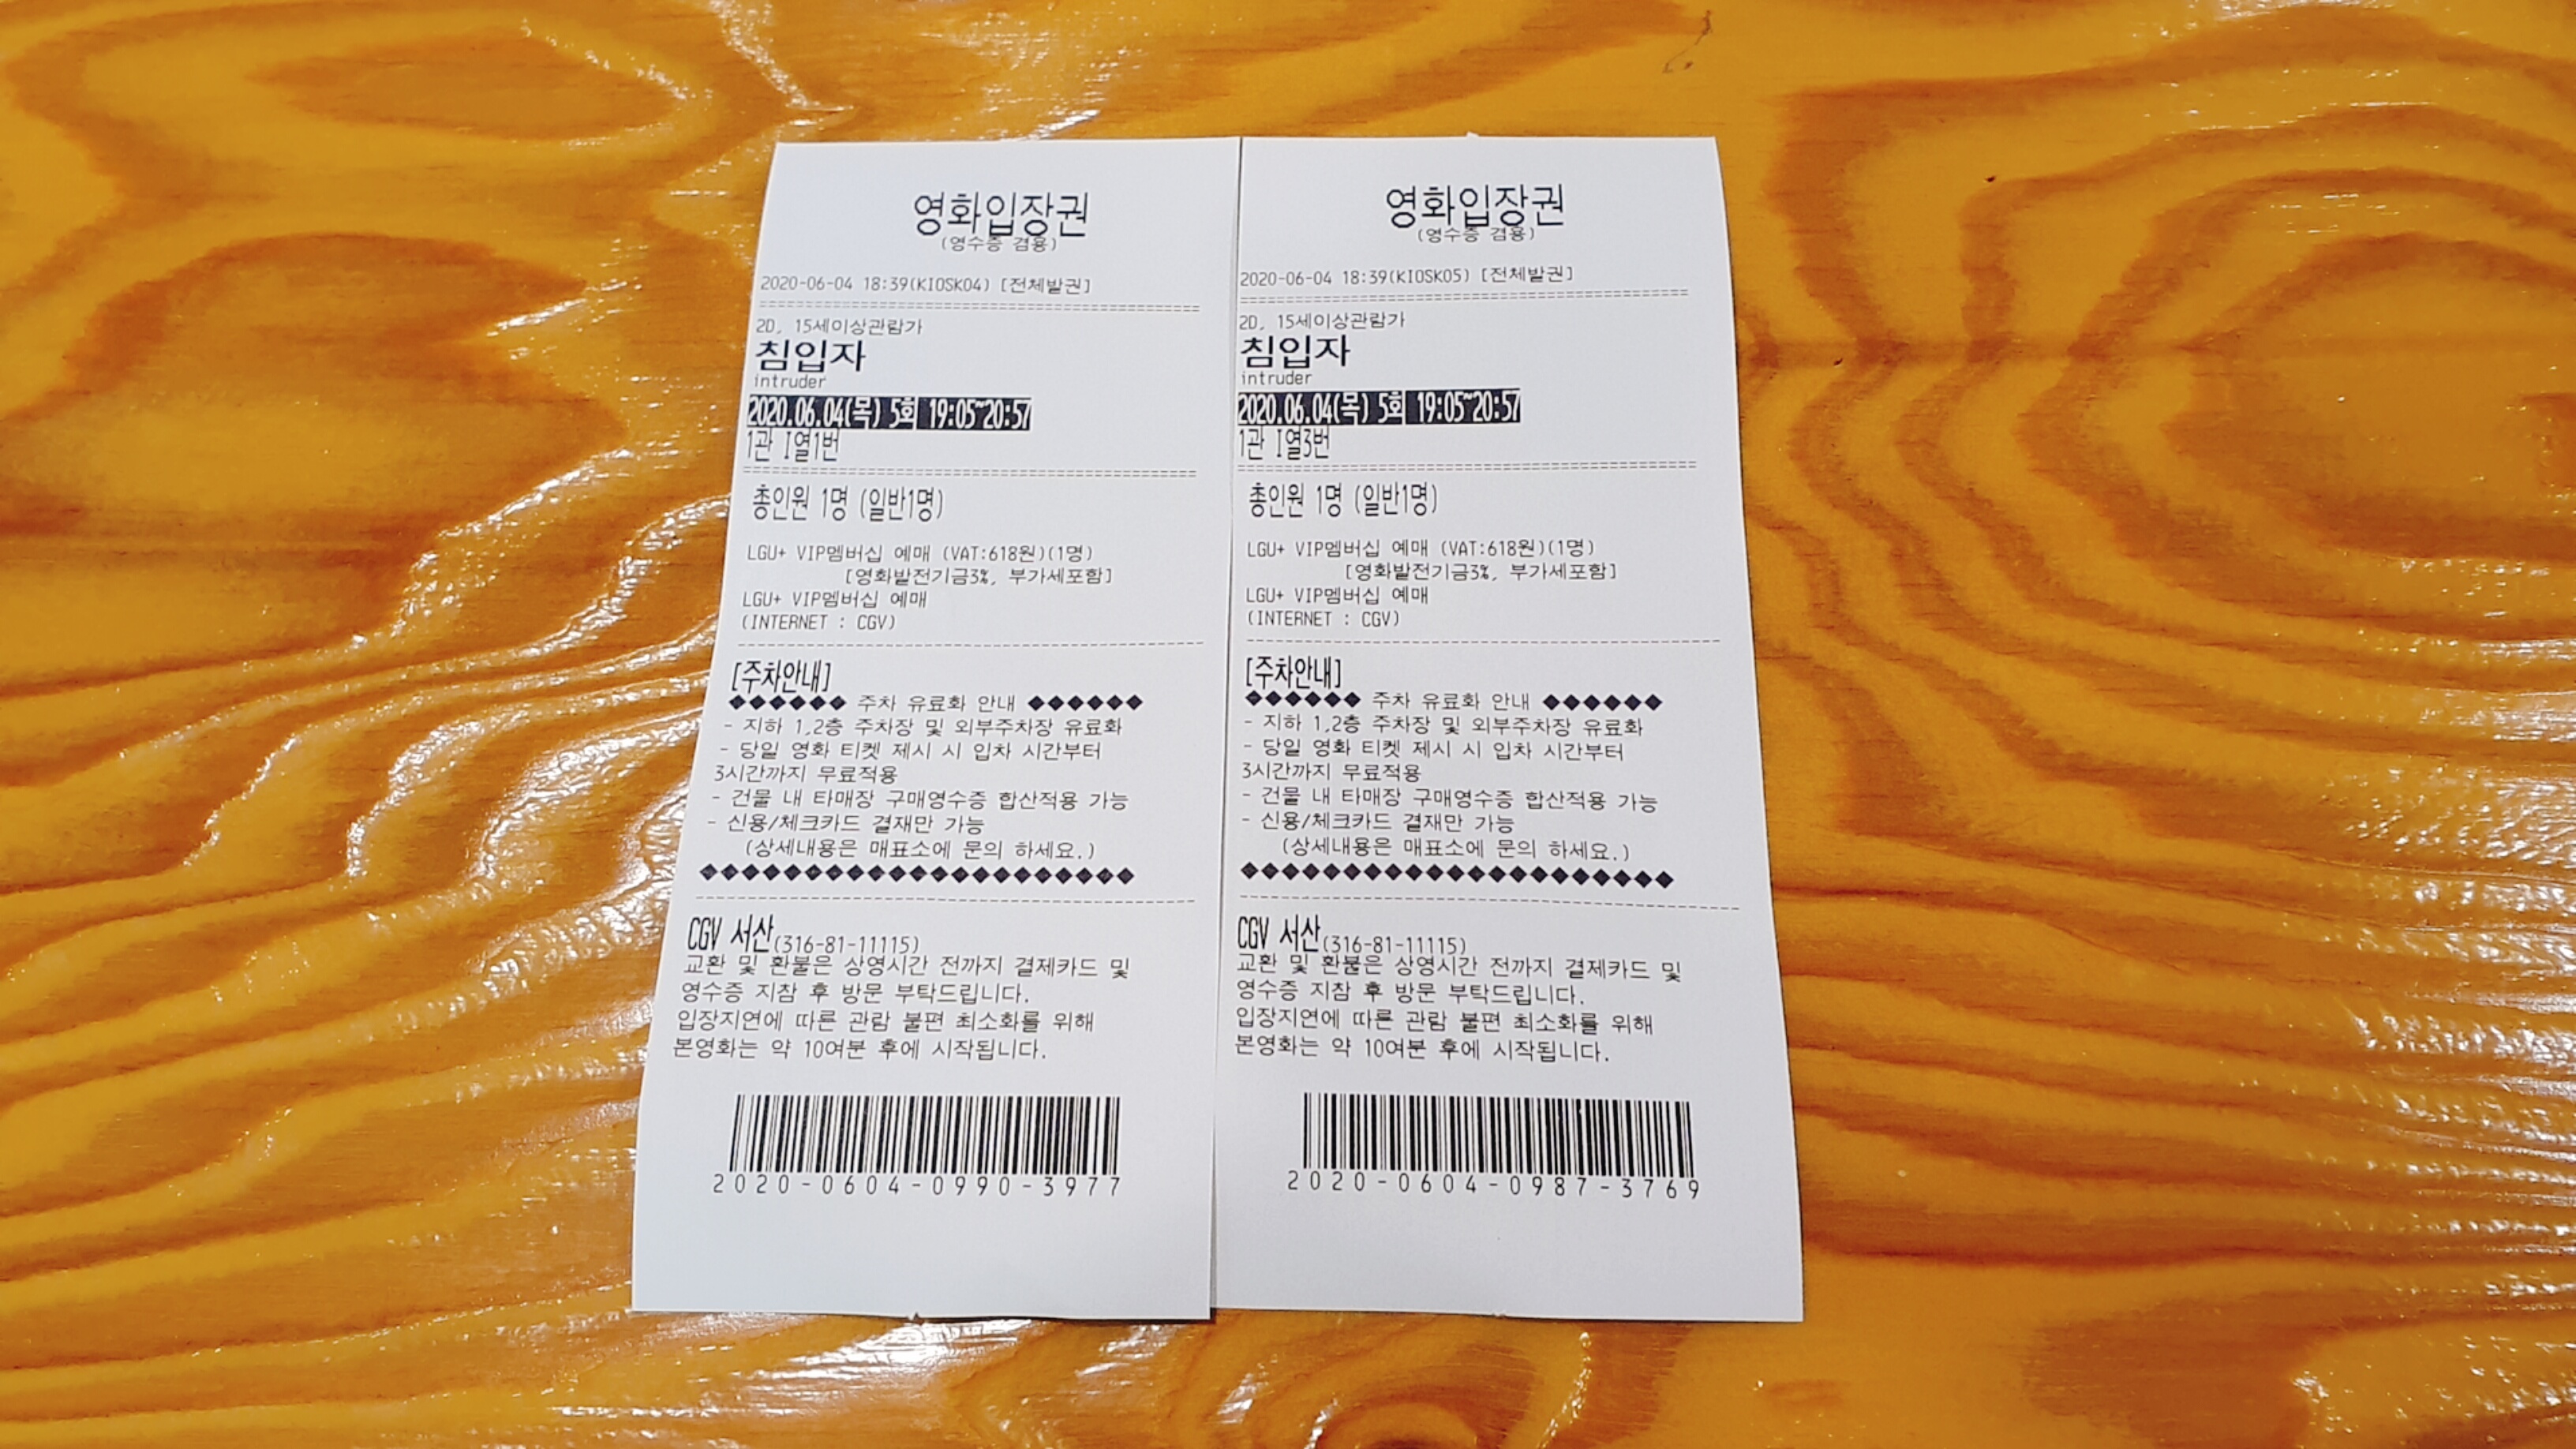 영화입장권
(영수증 겸용)
2020-06-04 18:39(KIOSK04) [전체발권]
2D, 15세이상관람가
침입자
intruder
2020.06.04(목) 5회 19:05~20:57
1관 I열1번
총인원 1명 (일반1명)
LGU+ VIP멤버십 예매 (VAT:618원)(1명)
[영화발전기금3%, 부가세포함]
LGU+ VIP멤버십 예매
(INTERNET : CGV)
[주차안내]
◆◆◆◆◆◆ 주차 유료화 안내 ◆◆◆◆◆◆
- 지하 1,2층 주차장 및 외부주차장 유료화
- 당일 영화 티켓 제시 시 입차 시간부터
3시간까지 무료적용
- 건물 내 타매장 구매영수증 합산적용 가능
- 신용/체크카드 결재만 가능
(상세내용은 매표소에 문의 하세요.)
◆◆◆◆◆◆◆◆◆◆◆◆◆◆◆◆◆◆◆◆◆
CGV 서산(316-81-11115)
교환 및 환불은 상영시간 전까지 결제카드 및
영수증 지참 후 방문 부탁드립니다.
입장지연에 따른 관람 불편 최소화를 위해
본영화는 약 10여분 후에 시작됩니다.
2020-0604-0990-3977
영화입장권
(영수증 겸용)
2020-06-04 18:39(KIOSK05) [전체발권]
2D, 15세이상관람가
침입자
intruder
2020.06.04(목) 5회 19:05~20:57
1관 I열3번
총인원 1명 (일반1명)
LGU+ VIP멤버십 예매 (VAT:618원)(1명)
[영화발전기금3%, 부가세포함]
LGU+ VIP멤버십 예매
(INTERNET : CGV)
[주차안내]
◆◆◆◆◆◆ 주차 유료화 안내 ◆◆◆◆◆◆
- 지하 1,2층 주차장 및 외부주차장 유료화
- 당일 영화 티켓 제시 시 입차 시간부터
3시간까지 무료적용
- 건물 내 타매장 구매영수증 합산적용 가능
- 신용/체크카드 결재만 가능
(상세내용은 매표소에 문의 하세요.)
◆◆◆◆◆◆◆◆◆◆◆◆◆◆◆◆◆◆◆◆◆
CGV 서산(316-81-11115)
교환 및 환불은 상영시간 전까지 결제카드 및
영수증 지참 후 방문 부탁드립니다.
입장지연에 따른 관람 불편 최소화를 위해
본영화는 약 10여분 후에 시작됩니다.
2020-0604-0987-3769